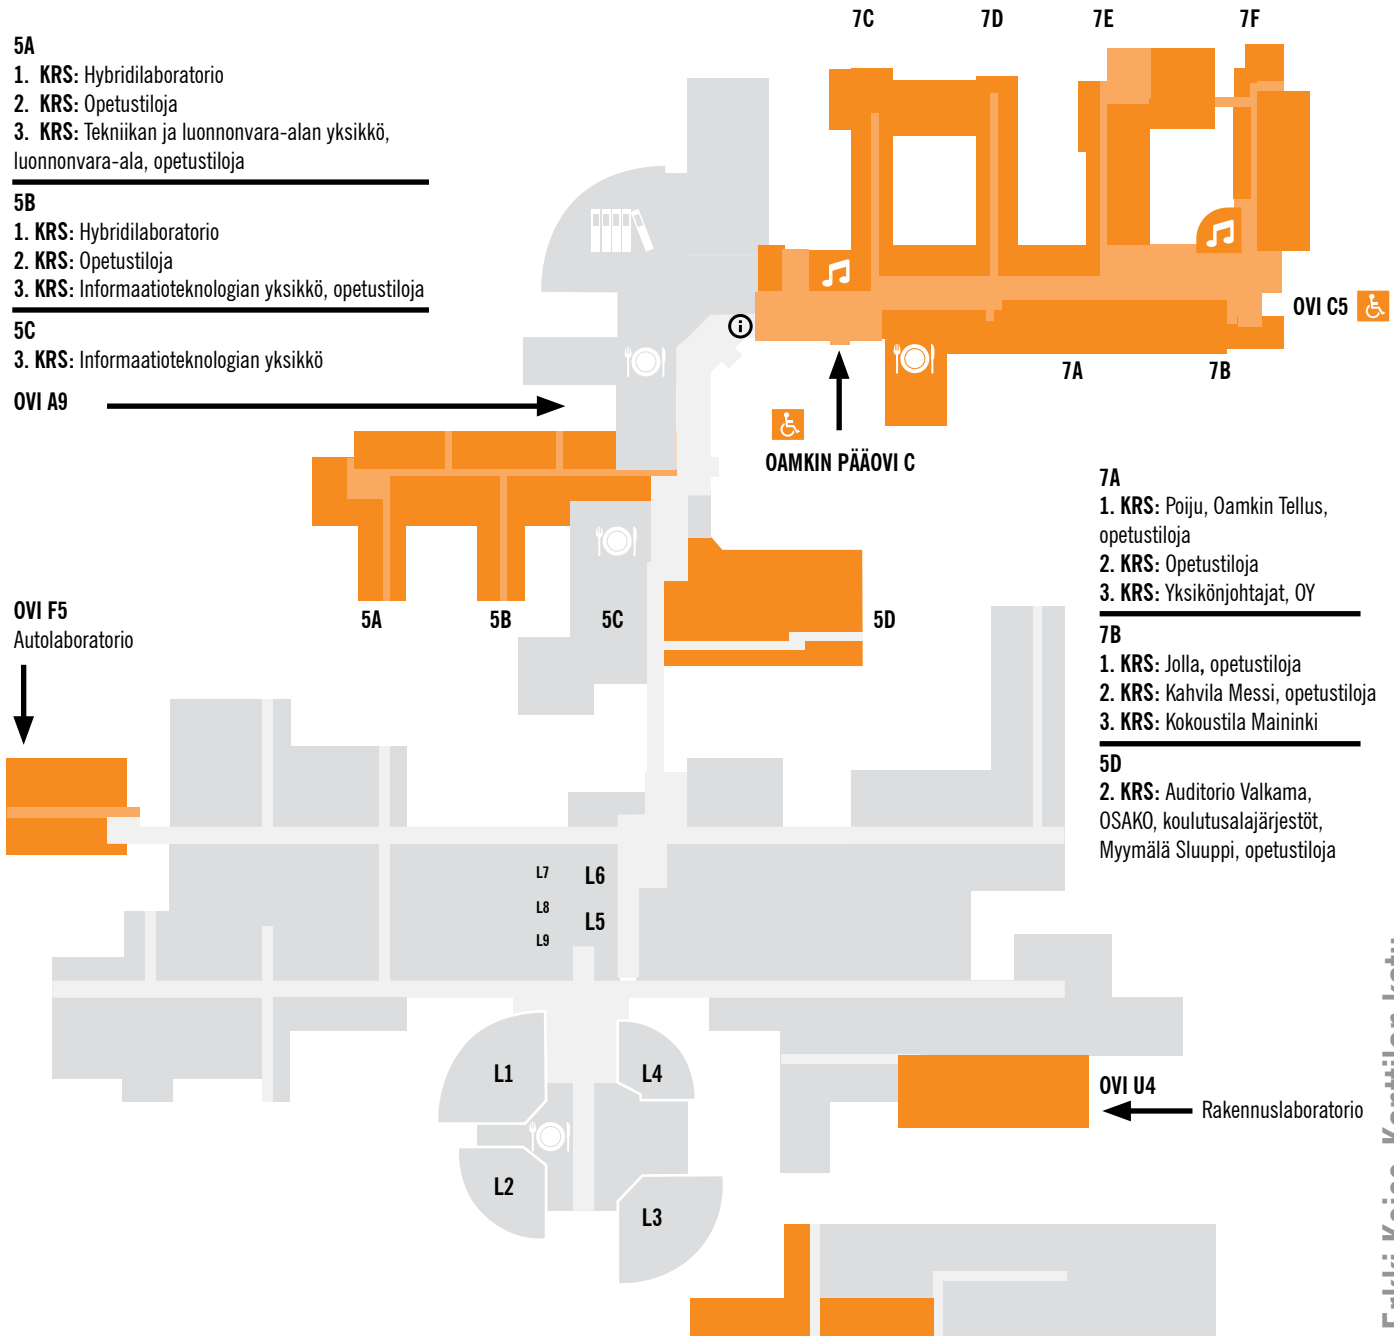 7C
7D
7E
7F
5A
1. KRS: Hybridilaboratorio
2. KRS: Opetustiloja
3. KRS: Tekniikan ja luonnonvara-alan yksikkö,
luonnonvara-ala, opetustiloja
5B
1. KRS: Hybridilaboratorio
2. KRS: Opetustiloja
3. KRS: Informaatioteknologian yksikkö, opetustiloja
5C
3. KRS: Informaatioteknologian yksikkö
OVI A9
OVI C5
7A
7B
OAMKIN PÄÄOVI C
7A
1. KRS: Poiju, Oamkin Tellus,
opetustiloja
2. KRS: Opetustiloja
3. KRS: Yksikönjohtajat, OY
7B
1. KRS: Jolla, opetustiloja
2. KRS: Kahvila Messi, opetustiloja
3. KRS: Kokoustila Maininki
5D
2. KRS: Auditorio Valkama,
OSAKO, koulutusalajärjestöt,
Myymälä Sluuppi, opetustiloja
5A
5B
5C
5D
OVI F5
Autolaboratorio
L7
L6
L8
L5
L9
L1
L4
L2
L3
OVI U4
Rakennuslaboratorio